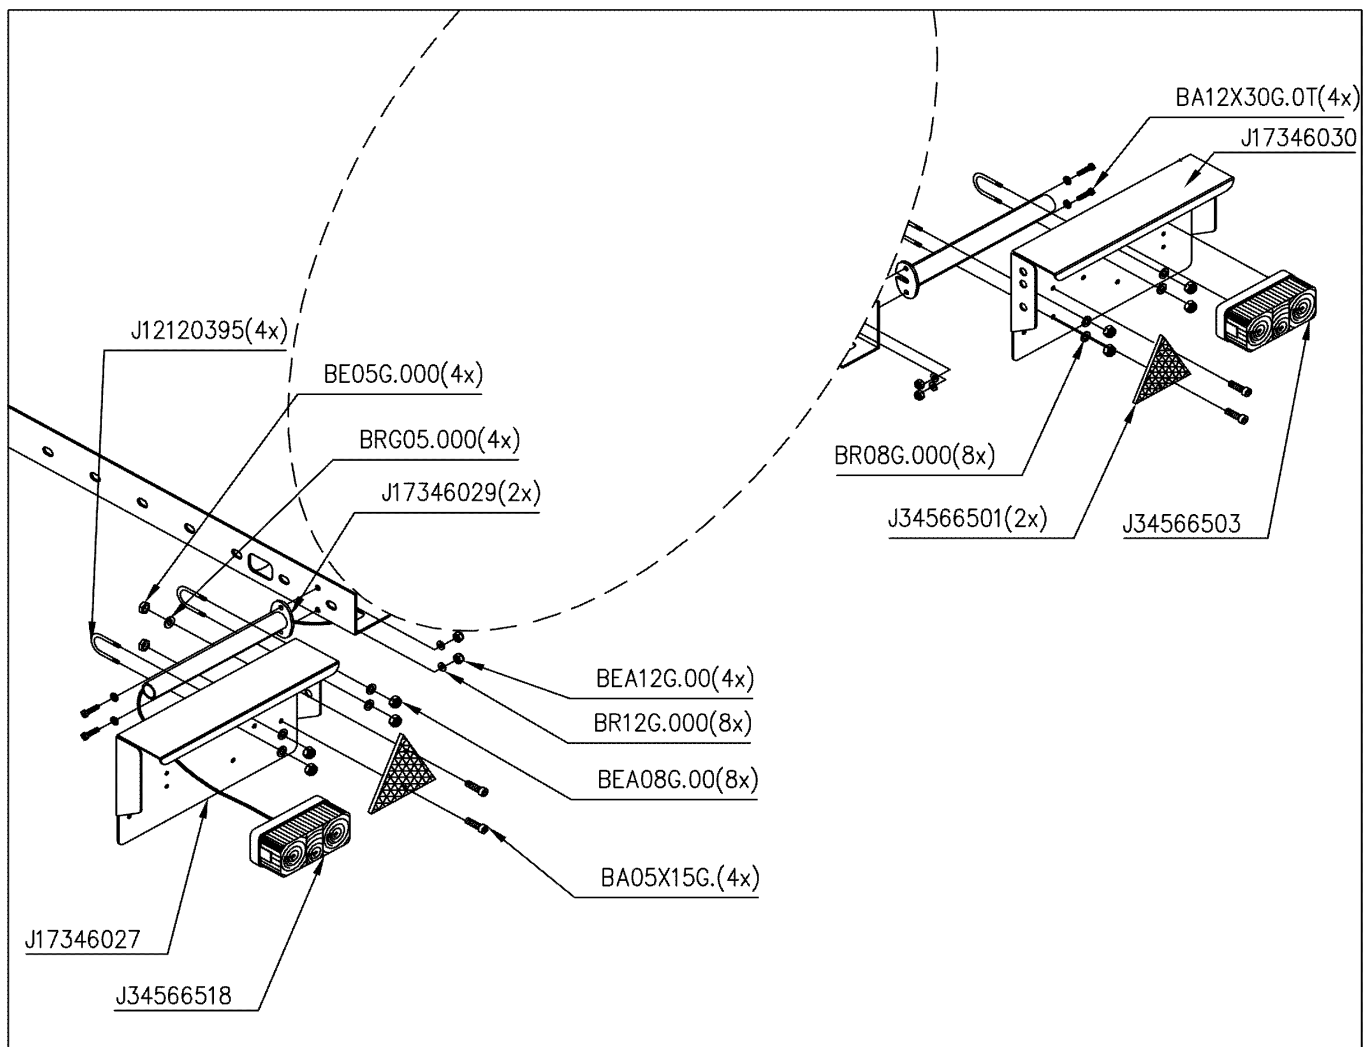 BA12X30G.0T(4x)
J17346030
J12120395(4x)
BE05G.000(4x)
BRG05.000(4x)
J17346029(2x)
BR08G.000(8x)
J34566501(2x)
J34566503
BEA12G.00(4x)
BR12G.000(8x)
BEA08G.00(8x)
BA05X15G.(4x)
J17346027
J34566518